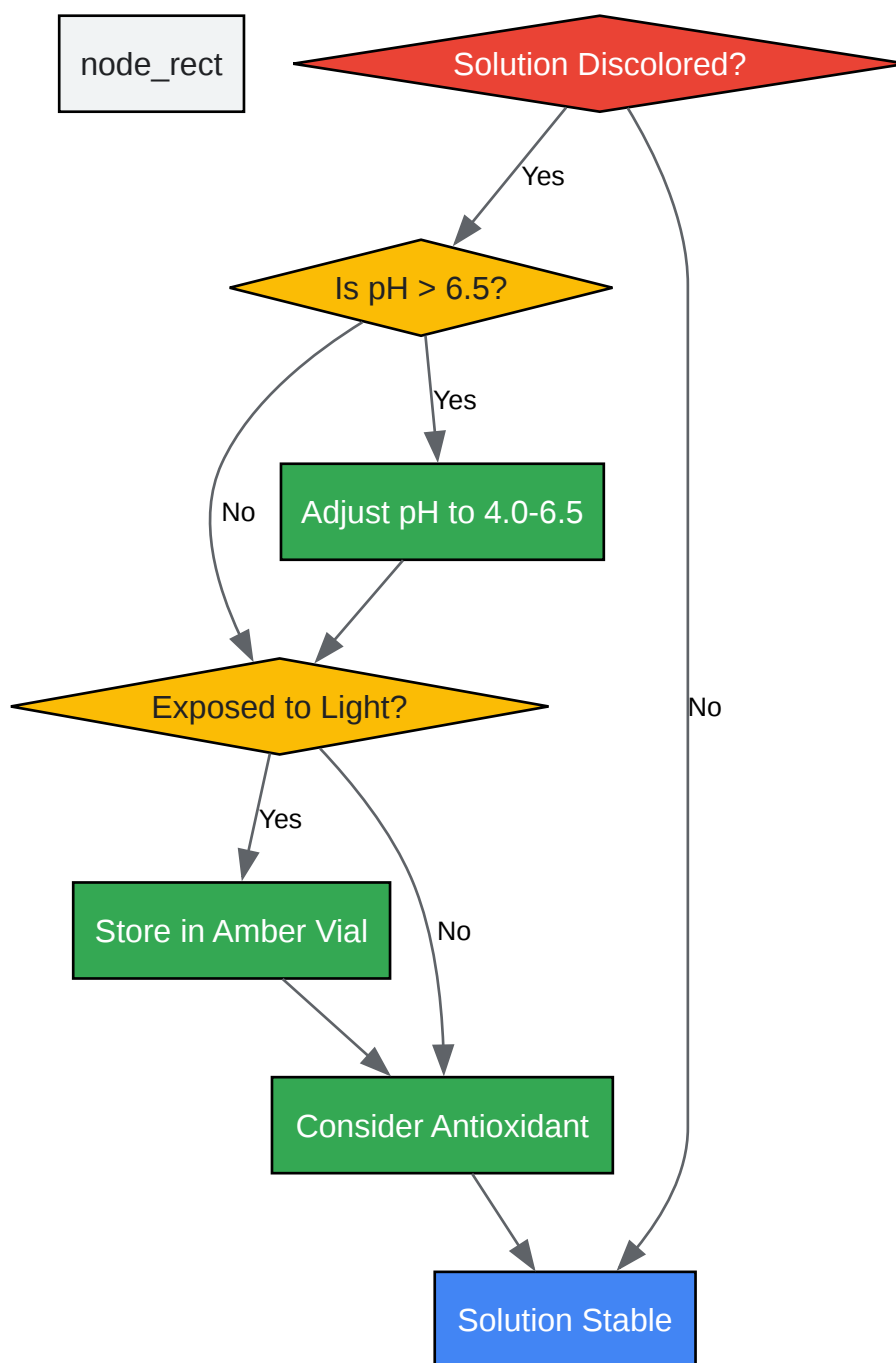 node_rect
Solution Discolored?
Yes
Is pH > 6.5?
Yes
No
Adjust pH to 4.0-6.5
Exposed to Light?
No
Yes
Store in Amber Vial
No
Consider Antioxidant
Solution Stable